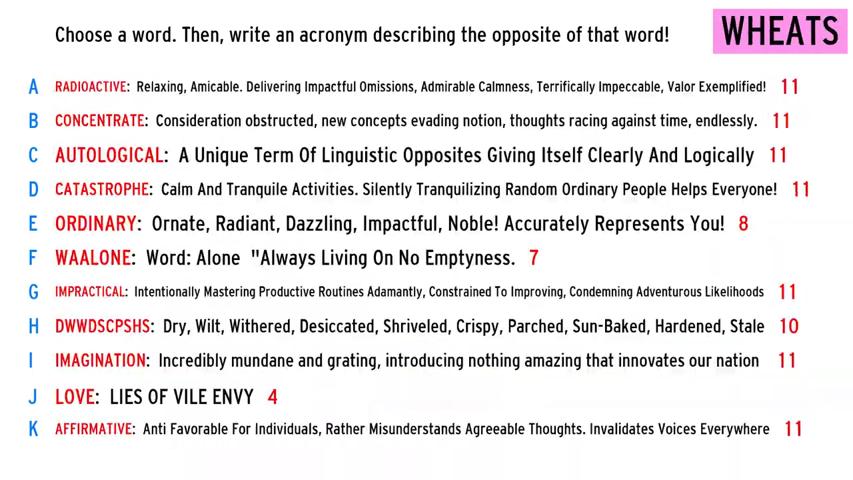 Choose a word. Then, write an acronym describing the opposite of that word!
WHEATS
A RADIOACTIVE: Relaxing, Amicable. Delivering Impactful Omissions, Admirable Calmness, Terrifically Impeccable, Valor Exemplified! 11
B CONCENTRATE: Consideration obstructed, new concepts evading notion, thoughts racing against time, endlessly. 11
C AUTOLOGICAL: A Unique Term Of Linguistic Opposites Giving Itself Clearly And Logically 11
D CATASTROPHE: Calm And Tranquile Activities. Silently Tranquilizing Random Ordinary People Helps Everyone! 11
E ORDINARY: Ornate, Radiant, Dazzling, Impactful, Noble! Accurately Represents You! 8
F WAALONE: Word: Alone "Always Living On No Emptyness. 7
G IMPRACTICAL: Intentionally Mastering Productive Routines Adamantly, Constrained To Improving, Condemning Adventurous Likelihoods 11
H DWWDSCPSHS: Dry, Wilt, Withered, Desiccated, Shriveled, Crispy, Parched, Sun-Baked, Hardened, Stale 10
I IMAGINATION: Incredibly mundane and grating, introducing nothing amazing that innovates our nation 11
J LOVE: LIES OF VILE ENVY 4
K AFFIRMATIVE: Anti Favorable For Individuals, Rather Misunderstands Agreeable Thoughts. Invalidates Voices Everywhere 11